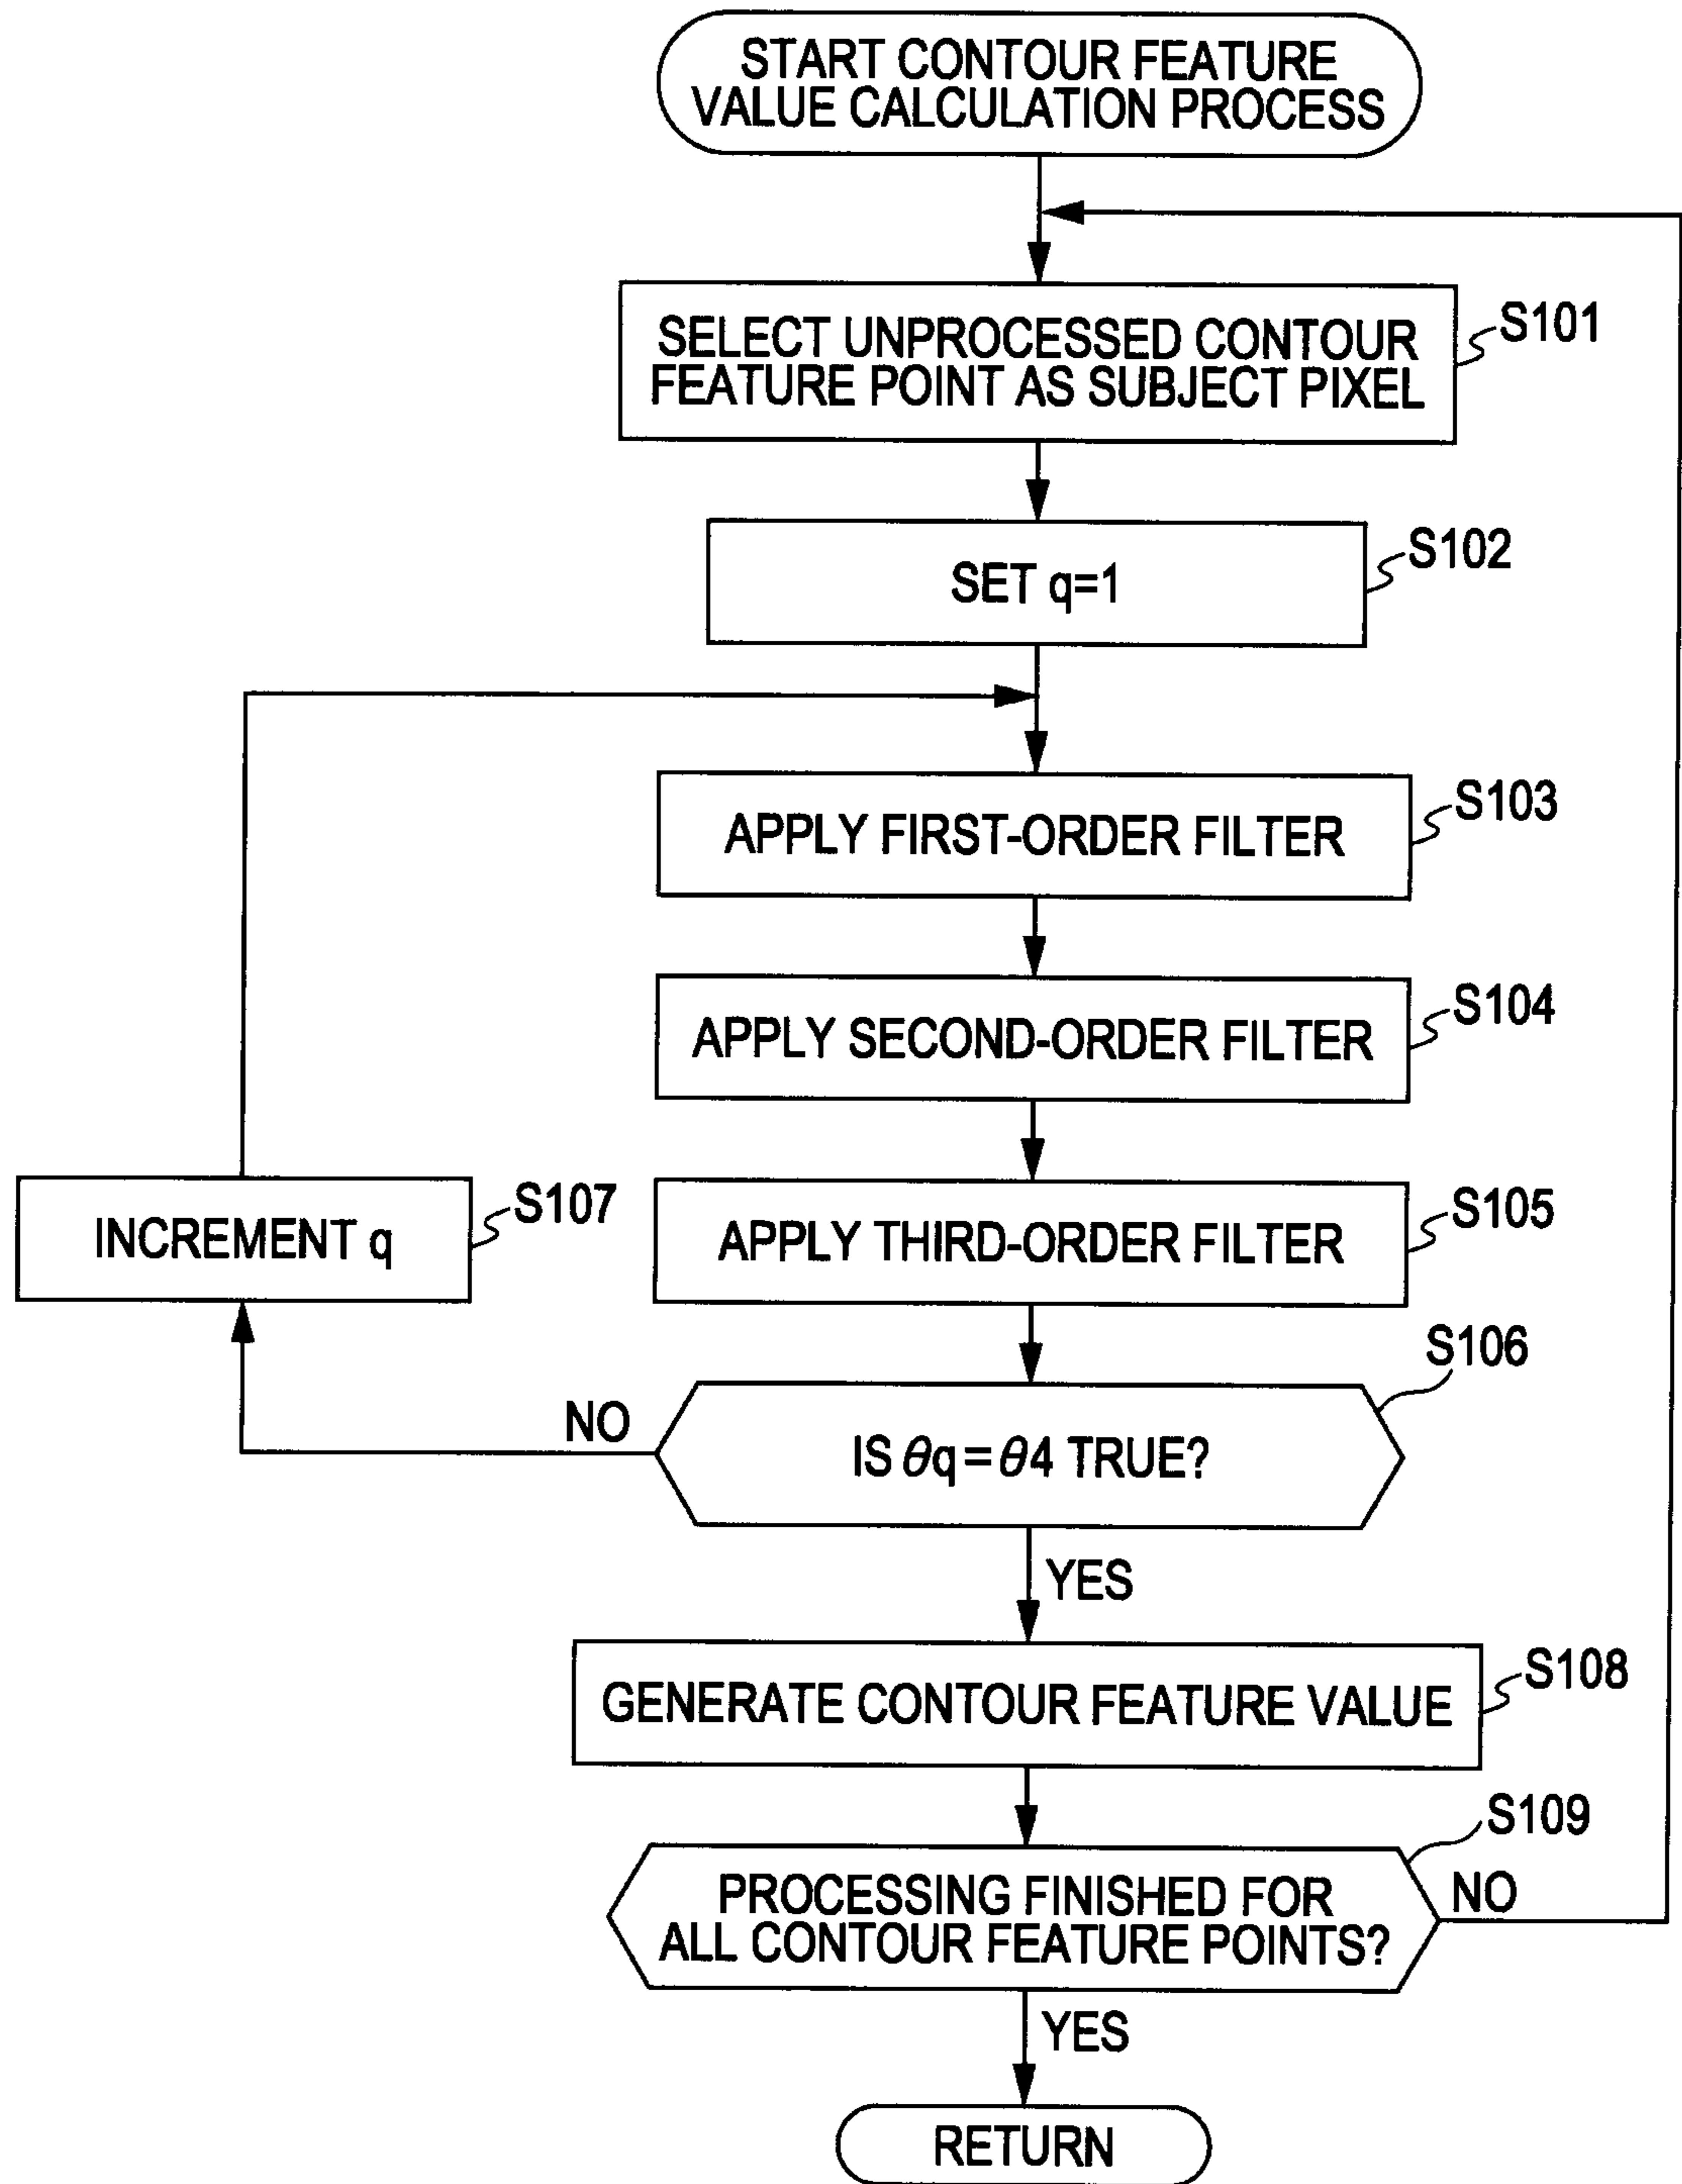 START CONTOUR FEATURE
VALUE CALCULATION PROCESS
SELECT UNPROCESSED CONTOUR
FEATURE POINT AS SUBJECT PIXEL
S101
SET q=1
S102
APPLY FIRST-ORDER FILTER
S103
APPLY SECOND-ORDER FILTER
S104
INCREMENT q
S107
APPLY THIRD-ORDER FILTER
S105
S106
NO
IS θq=θ4 TRUE?
YES
GENERATE CONTOUR FEATURE VALUE
S108
S109
PROCESSING FINISHED FOR
ALL CONTOUR FEATURE POINTS?
NO
YES
RETURN